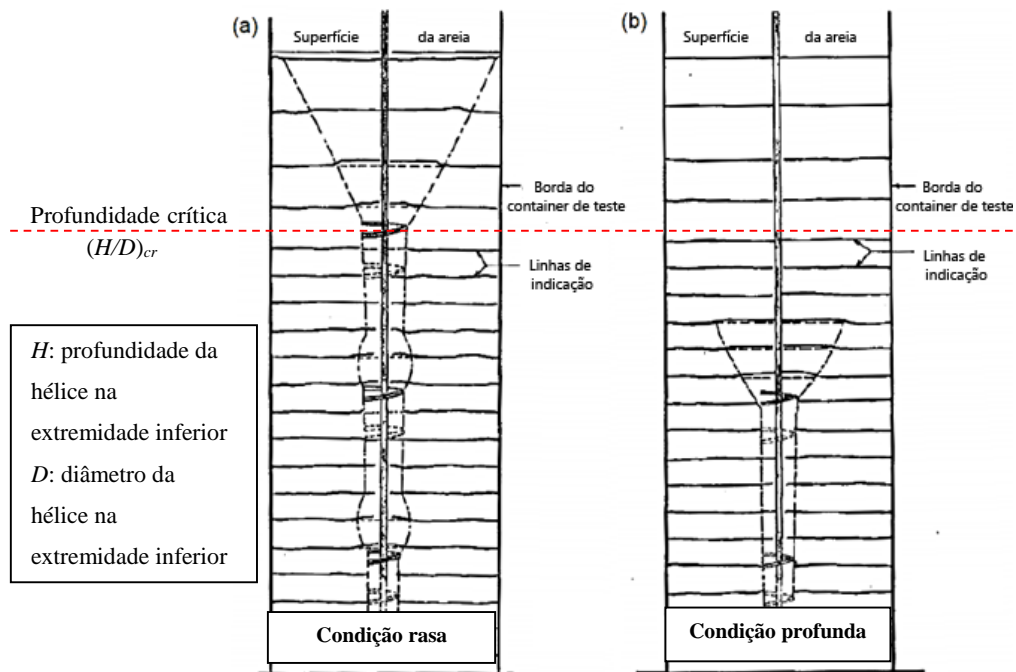 (a)
Superfície da areia
(b)
Superfície da areia
Borda do
container de teste
Borda do
container de teste
Profundidade crítica
(H/D)cr
Linhas de
indicação
Linhas de
indicação
H: profundidade da
hélice na
extremidade inferior
D: diâmetro da
hélice na
extremidade inferior
Condição rasa
Condição profunda